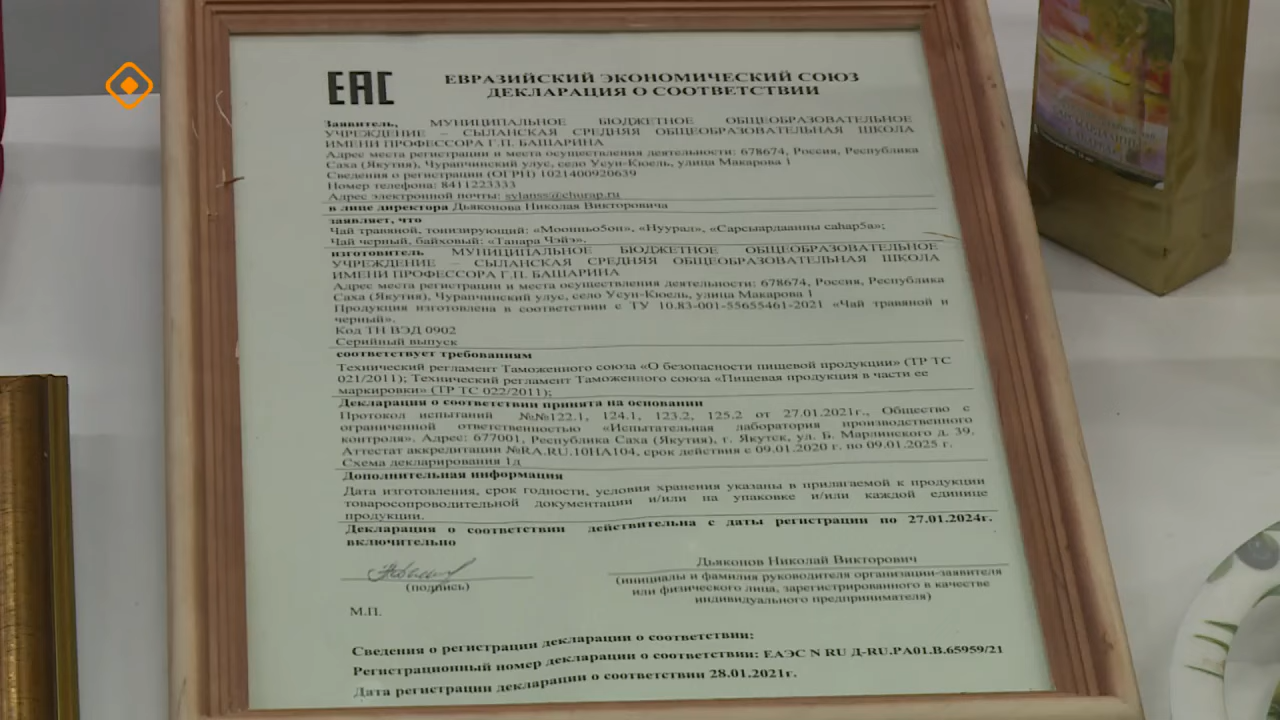 ЕАС
ЕВРАЗИЙСКИЙ ЭКОНОМИЧЕСКИЙ СОЮЗ
ДЕКЛАРАЦИЯ О СООТВЕТСТВИИ
Заявитель, МУНИЦИПАЛЬНОЕ БЮДЖЕТНОЕ ОБЩЕОБРАЗОВАТЕЛЬНОЕ
УЧРЕЖДЕНИЕ – СЫЛАНСКАЯ СРЕДНЯЯ ОБЩЕОБРАЗОВАТЕЛЬНАЯ ШКОЛА
ИМЕНИ ПРОФЕССОРА Г.П. БАШАРИНА
Адрес места регистрации и места осуществления деятельности: 678674, Россия, Республика
Саха (Якутия), Чурапчинский улус, село Усун-Кюель, улица Макарова 1
Сведения о регистрации (ОГРН) 1021400920639
Номер телефона: 8411223333
Адрес электронной почты: sylanss@churap.ru
в лице директора Дьяконова Николая Викторовича
заявляет, что
Чай травяной, тонизирующий: «Моонньо5он», «Нуурал», «Сарсыардааҥҥы саhар5а»;
Чай черный, байховый: «Таҥара Чэйэ».
изготовитель МУНИЦИПАЛЬНОЕ БЮДЖЕТНОЕ ОБЩЕОБРАЗОВАТЕЛЬНОЕ
УЧРЕЖДЕНИЕ – СЫЛАНСКАЯ СРЕДНЯЯ ОБЩЕОБРАЗОВАТЕЛЬНАЯ ШКОЛА
ИМЕНИ ПРОФЕССОРА Г.П. БАШАРИНА
Адрес места регистрации и места осуществления деятельности: 678674, Россия, Республика
Саха (Якутия), Чурапчинский улус, село Усун-Кюель, улица Макарова 1
Продукция изготовлена в соответствии с ТУ 10.83-001-55655461-2021 «Чай травяной и
черный».
Код ТН ВЭД 0902
Серийный выпуск
соответствует требованиям
Технический регламент Таможенного союза «О безопасности пищевой продукции» (ТР ТС
021/2011); Технический регламент Таможенного союза «Пищевая продукция в части ее
маркировки» (ТР ТС 022/2011);
Декларация о соответствии принята на основании
Протокол испытаний №№122.1, 124.1, 123.2, 125.2 от 27.01.2021г., Общество с
ограниченной ответственностью «Испытательная лаборатория производственного
контроля». Адрес: 677001, Республика Саха (Якутия), г. Якутск, ул. Б. Марлинского д. 39,
Аттестат аккредитации №RA.RU.10НА104, срок действия с 09.01.2020 г. по 09.01.2025 г.
Схема декларирования 1д
Дополнительная информация
Дата изготовления, срок годности, условия хранения указаны в прилагаемой к продукции
товаросопроводительной документации и/или на упаковке и/или каждой единице
продукции.
Декларация о соответствии действительна с даты регистрации по 27.01.2024г.
включительно
(подпись)
М.П.
Дьяконов Николай Викторович
(инициалы и фамилия руководителя организации-заявителя
или физического лица, зарегистрированного в качестве
индивидуального предпринимателя)
Сведения о регистрации декларации о соответствии:
Регистрационный номер декларации о соответствии: ЕАЭС N RU Д-RU.РА01.В.65959/21
Дата регистрации декларации о соответствии 28.01.2021г.